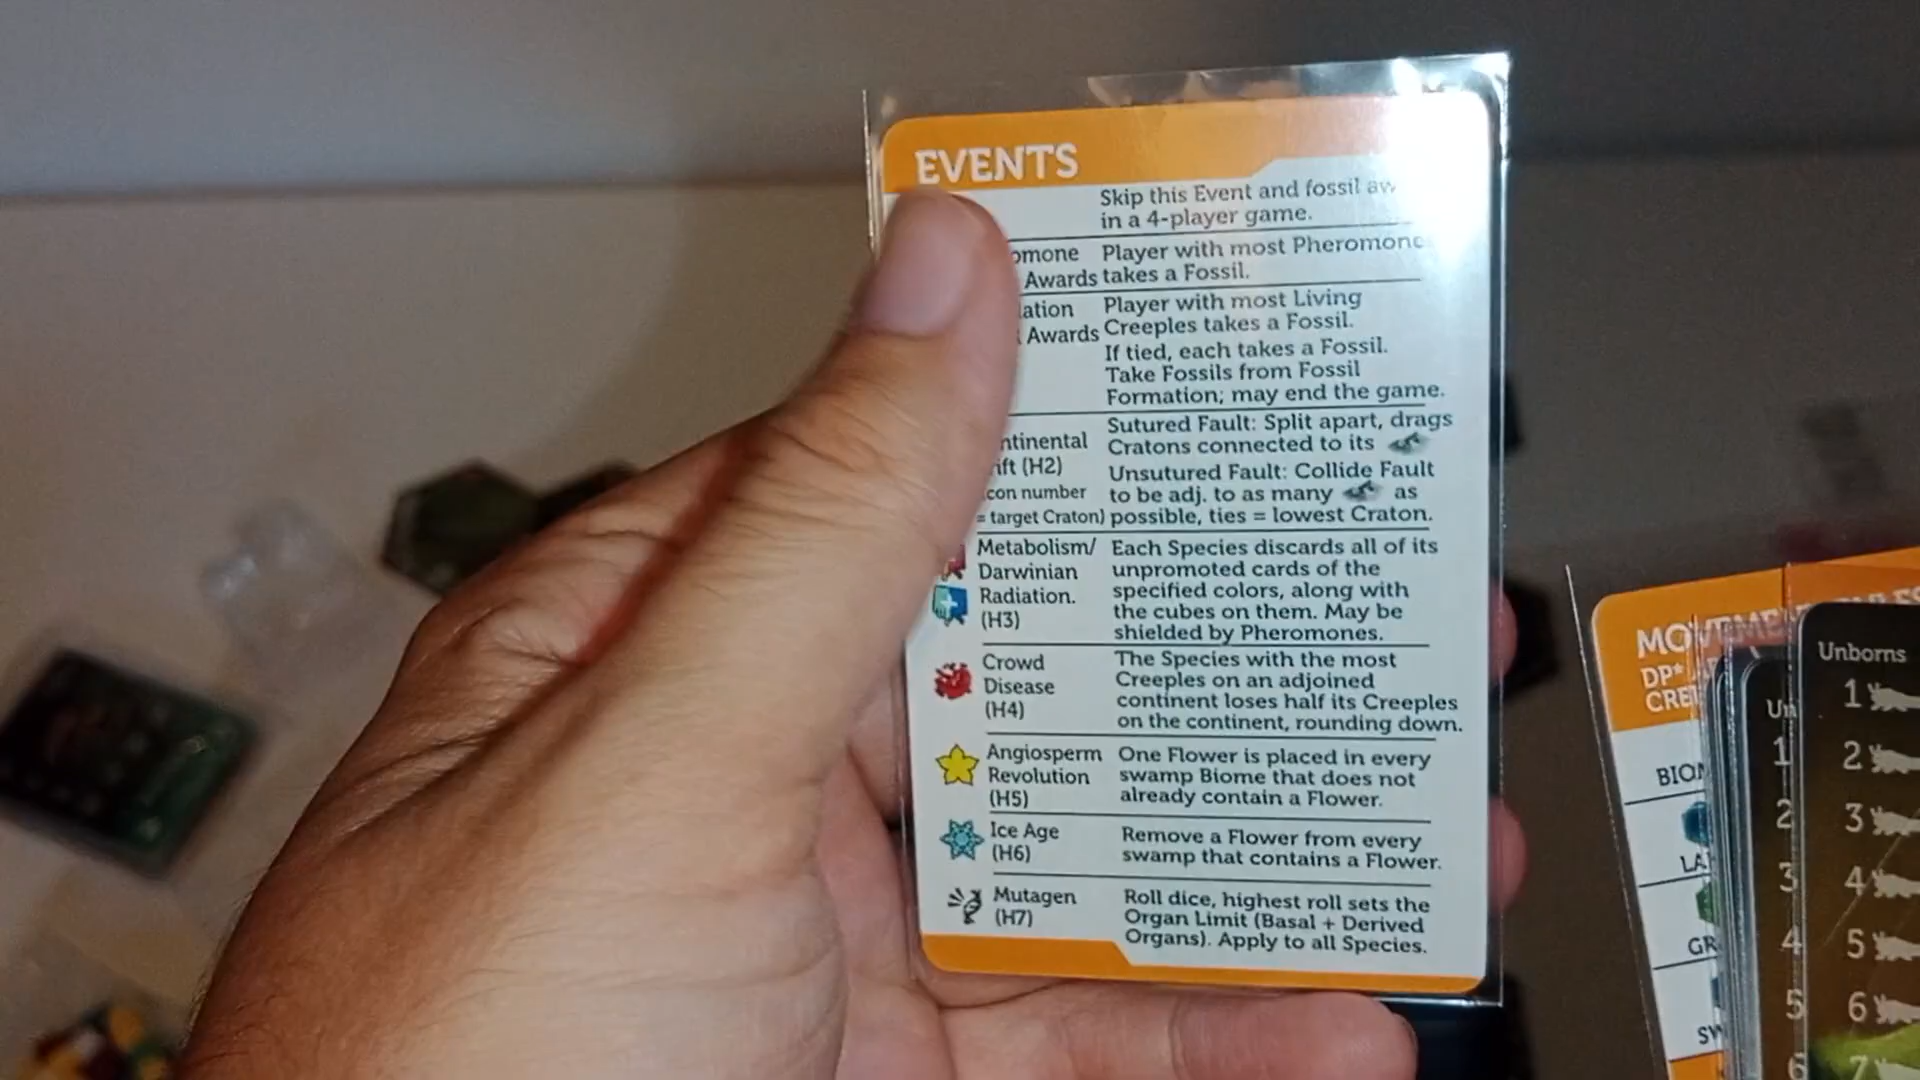 EVENTS
Skip this Event and fossil
in a 4-player game.
Player with most
Awards takes a Fossil.
Player with most Living
Awards Creeples takes a Fossil.
If tied, each takes a Fossil.
Take Fossils from Fossil
Formation; may end the game.
Sutured Fault: Split apart, drags
Cratons connected to its
(H2) Unsutured Fault: Collide Fault
number to be adj. to as many as
= target Craton) possible, ties = lowest Craton.
Metabolism/ Each Species discards all of its
Darwinian unpromoted cards of the
Radiation. specified colors, along with
(H3) the cubes on them. May be
shielded by Pheromones.
Crowd The Species with the most
Disease Creeples on an adjoined
(H4) continent loses half its Creeples
on the continent, rounding down.
Angiosperm One Flower is placed in every
Revolution swamp Biome that does not
(H5) already contain a Flower.
Ice Age Remove a Flower from every
(H6) swamp that contains a Flower.
Mutagen Roll dice, highest roll sets the
(H7) Organ Limit (Basal + Derived
Organs). Apply to all Species.
DP*
1
2
3
4
5
6
Unborns
1
2
3
4
5
6
7